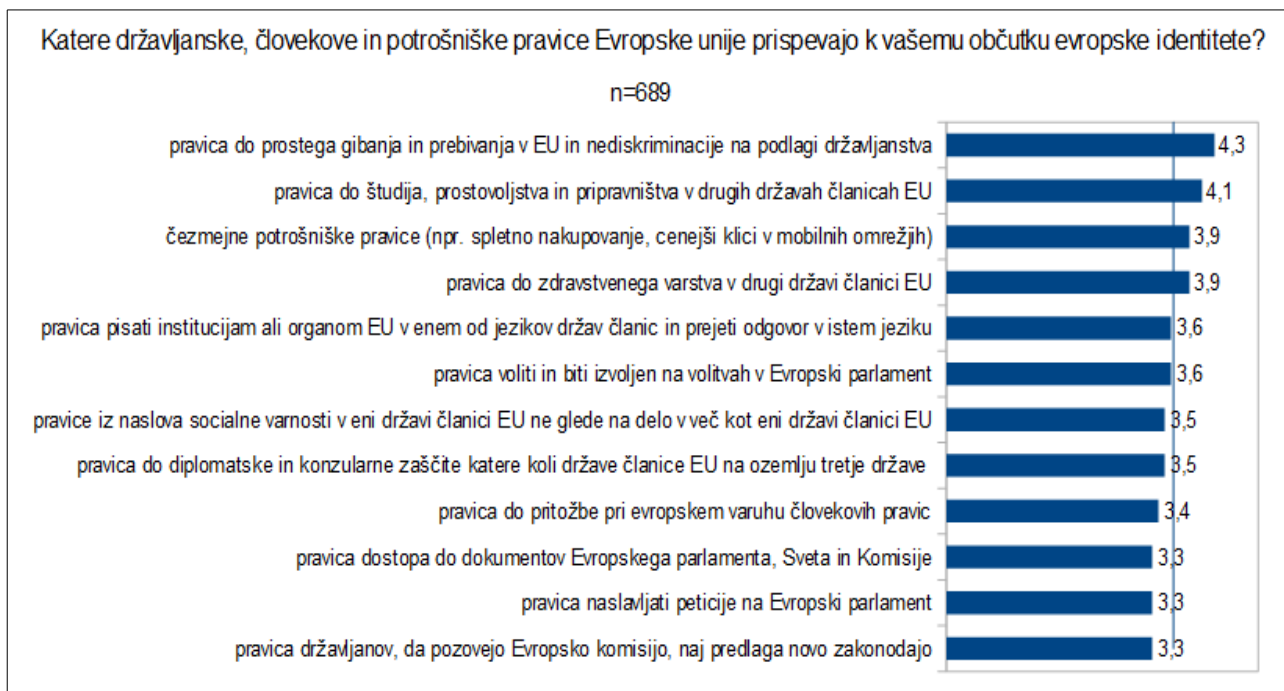 Katere državljanske, človekove in potrošniške pravice Evropske unije prispevajo k vašemu občutku evropske identitete?
n=689
pravica do prostega gibanja in prebivanja v EU in nediskriminacije na podlagi državljanstva 4,3
pravica do študija, prostovoljstva in pripravništva v drugih državah članicah EU 4,1
čezmejne potrošniške pravice (npr. spletno nakupovanje, cenejši klici v mobilnih omrežjih) 3,9
pravica do zdravstvenega varstva v drugi državi članici EU 3,9
pravica pisati institucijam ali organom EU v enem od jezikov držav članic in prejeti odgovor v istem jeziku 3,6
pravica voliti in biti izvoljen na volitvah v Evropski parlament 3,6
pravice iz naslova socialne varnosti v eni državi članici EU ne glede na delo v več kot eni državi članici EU 3,5
pravica do diplomatske in konzularne zaščite katere koli države članice EU na ozemlju tretje države 3,5
pravica do pritožbe pri evropskem varuhu človekovih pravic 3,4
pravica dostopa do dokumentov Evropskega parlamenta, Sveta in Komisije 3,3
pravica naslavljati peticije na Evropski parlament 3,3
pravica državljanov, da pozovejo Evropsko komisijo, naj predlaga novo zakonodajo 3,3